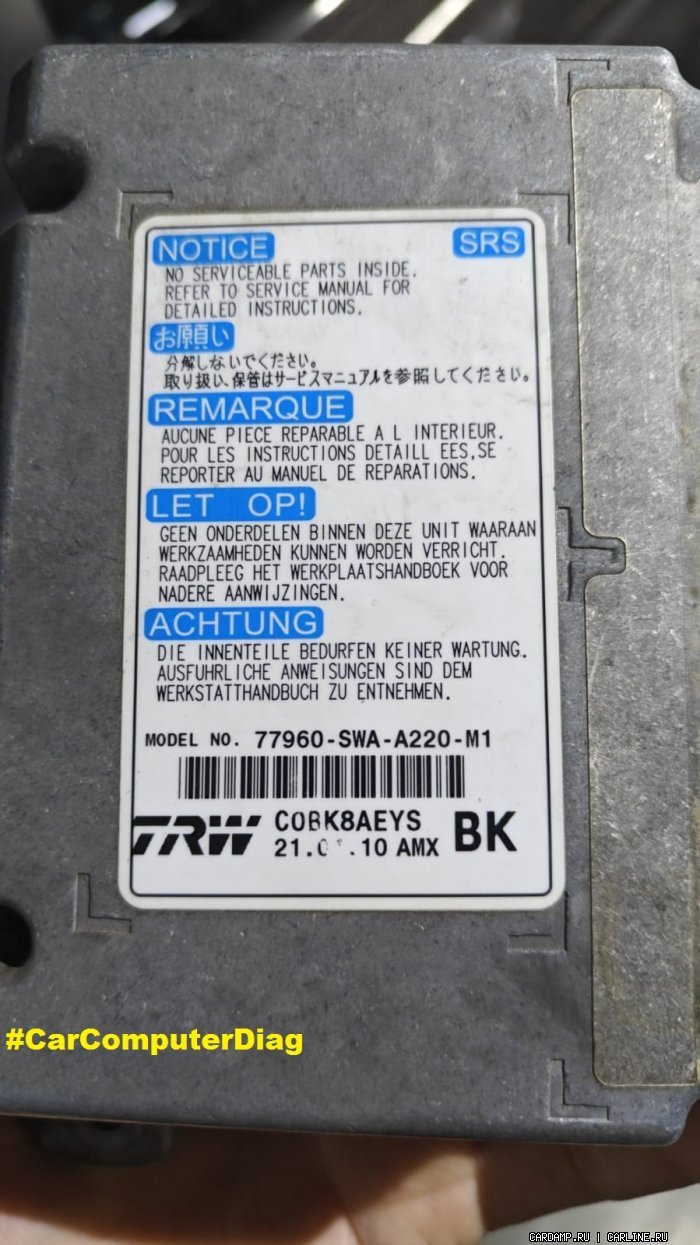 NOTICE
SRS
NO SERVICEABLE PARTS INSIDE.
REFER TO SERVICE MANUAL FOR
DETAILED INSTRUCTIONS.
お願い
分解しないでください。
取り扱い、保管はサービスマニュアルを参照してください。
REMARQUE
AUCUNE PIECE REPARABLE A L INTERIEUR.
POUR LES INSTRUCTIONS DETAILL EES,SE
REPORTER AU MANUEL DE REPARATIONS.
LET OP!
GEEN ONDERDELEN BINNEN DEZE UNIT WAARAAN
WERKZAAMHEDEN KUNNEN WORDEN VERRICHT.
RAADPLEEG HET WERKPLAATSHANDBOEK VOOR
NADERE AANWIJZINGEN.
ACHTUNG
DIE INNENTEILE BEDURFEN KEINER WARTUNG.
AUSFUHRLICHE ANWEISUNGEN SIND DEM
WERKSTATTHANDBUCH ZU ENTNEHMEN.
MODEL NO. 77960-SWA-A220-M1
TRW C0BK8AEYS BK
AMX
#CarComputerDiag
CARDAMP.RU | CARLINE.RU